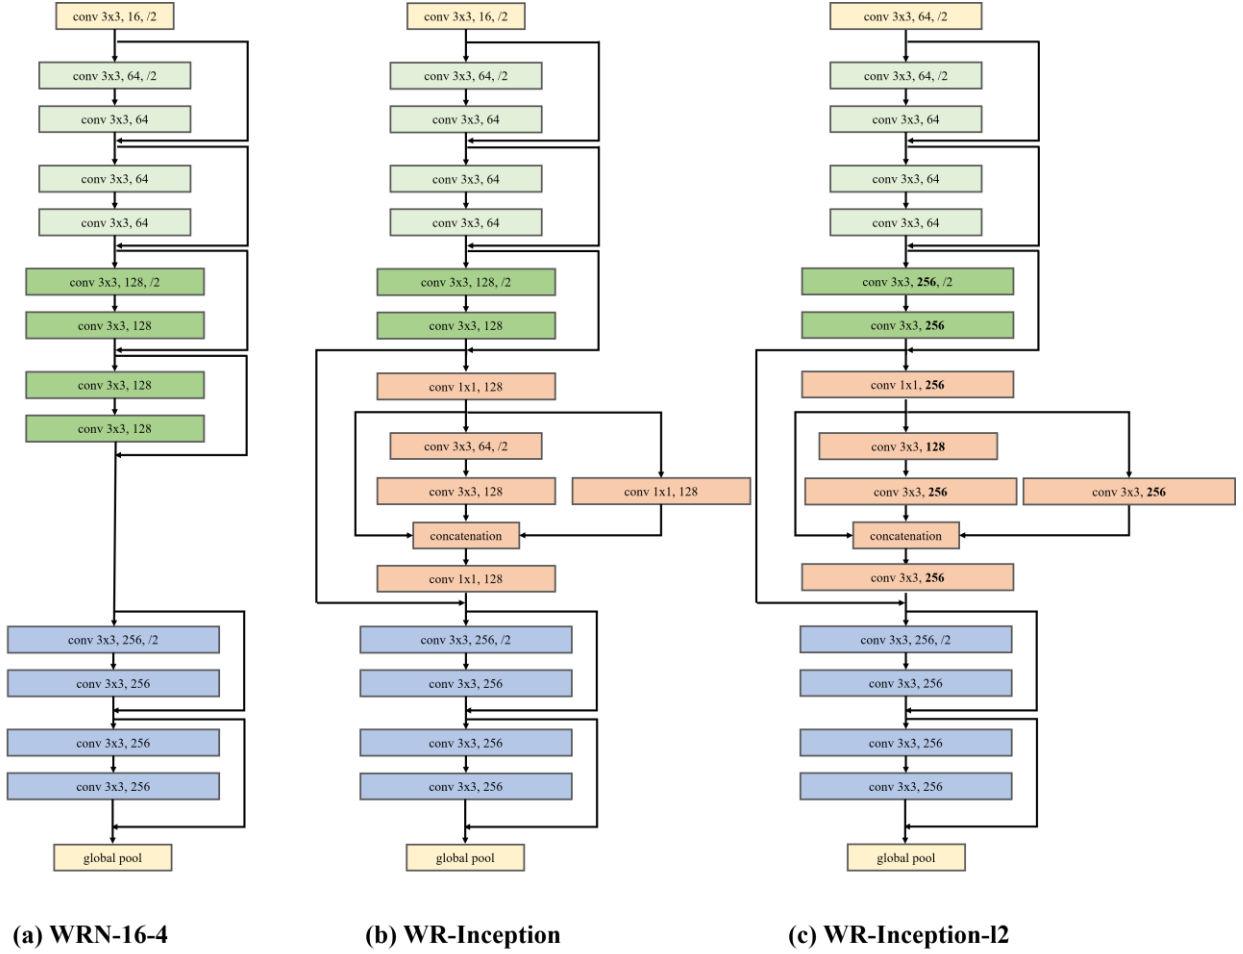 conv 3x3, 16, /2
conv 3x3, 64, /2
conv 3x3, 64
conv 3x3, 64
conv 3x3, 64
conv 3x3, 128, /2
conv 3x3, 128
conv 3x3, 128
conv 3x3, 128
conv 3x3, 256, /2
conv 3x3, 256
conv 3x3, 256
conv 3x3, 256
global pool
(a) WRN-16-4
conv 3x3, 16, /2
conv 3x3, 64, /2
conv 3x3, 64
conv 3x3, 64
conv 3x3, 64
conv 3x3, 128, /2
conv 3x3, 128
conv 1x1, 128
conv 3x3, 64, /2
conv 3x3, 128
conv 1x1, 128
concatenation
conv 1x1, 128
conv 3x3, 256, /2
conv 3x3, 256
conv 3x3, 256
conv 3x3, 256
global pool
(b) WR-Inception
conv 3x3, 64, /2
conv 3x3, 64, /2
conv 3x3, 64
conv 3x3, 64
conv 3x3, 64
conv 3x3, 256, /2
conv 3x3, 256
conv 1x1, 256
conv 3x3, 128
conv 3x3, 256
conv 3x3, 256
concatenation
conv 3x3, 256
conv 3x3, 256, /2
conv 3x3, 256
conv 3x3, 256
conv 3x3, 256
global pool
(c) WR-Inception-l2